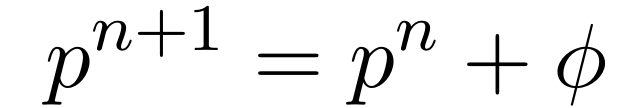 $p^{n+1} = p^n + \phi$